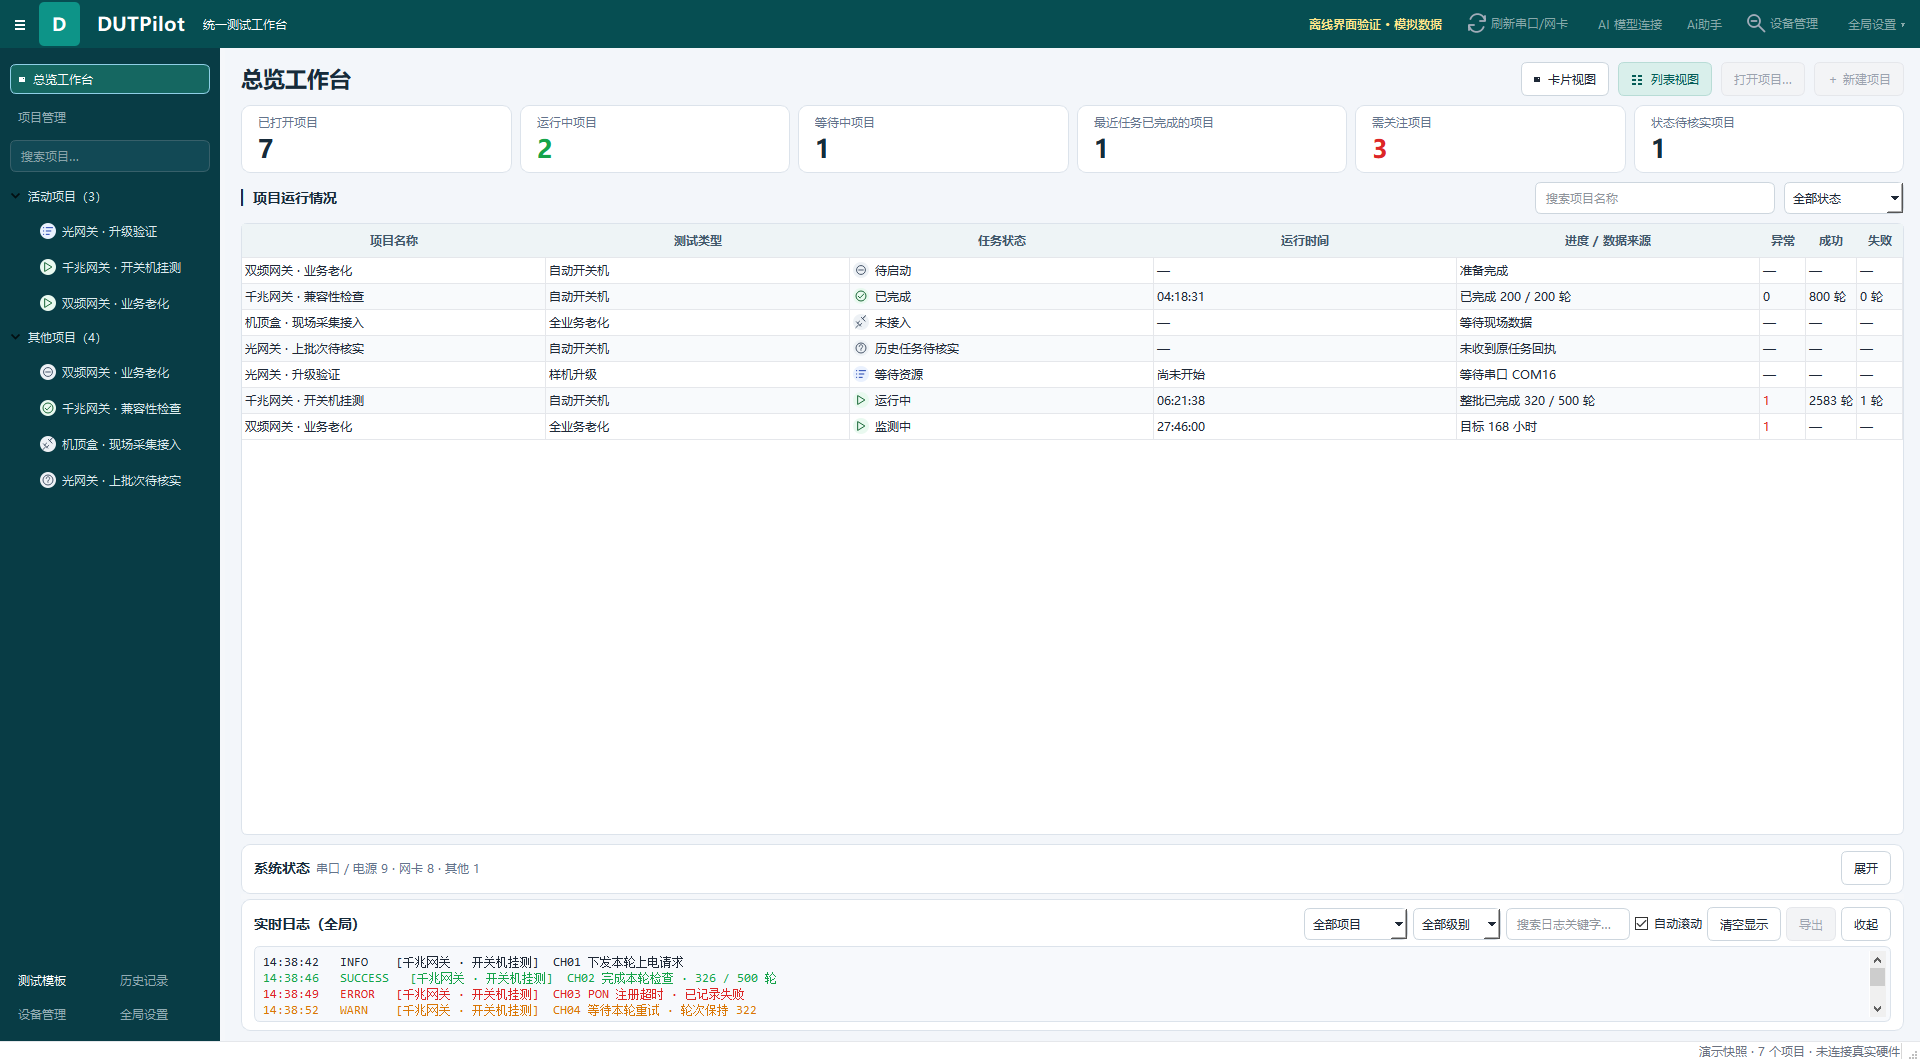 ☰ D DUTPilot 统一测试工作台 离线界面验证・模拟数据 刷新串口/网卡 AI 模型连接 Ai助手 设备管理 全局设置
总览工作台
项目管理
搜索项目...
活动项目 (3)
光网关 · 升级验证
千兆网关 · 开关机挂测
双频网关 · 业务老化
其他项目 (4)
双频网关 · 业务老化
千兆网关 · 兼容性检查
机顶盒 · 现场采集接入
光网关 · 上批次待核实
测试模板 历史记录
设备管理 全局设置
总览工作台 卡片视图 列表视图 打开项目... + 新建项目
已打开项目
7
运行中项目
2
等待中项目
1
最近任务已完成的项目
1
需关注项目
3
状态待核实项目
1
项目运行情况 搜索项目名称 全部状态
项目名称 测试类型 任务状态 运行时间 进度 / 数据来源 异常 成功 失败
双频网关 · 业务老化 自动开关机 待启动 — 准备完成 — — —
千兆网关 · 兼容性检查 自动开关机 已完成 04:18:31 已完成 200 / 200 轮 0 800 轮 0 轮
机顶盒 · 现场采集接入 全业务老化 未接入 — 等待现场数据 — — —
光网关 · 上批次待核实 自动开关机 历史任务待核实 — 未收到原任务回执 — — —
光网关 · 升级验证 样机升级 等待资源 尚未开始 等待串口 COM16 — — —
千兆网关 · 开关机挂测 自动开关机 运行中 06:21:38 整批已完成 320 / 500 轮 1 2583 轮 1 轮
双频网关 · 业务老化 全业务老化 监测中 27:46:00 目标 168 小时 1 — —
系统状态 串口 / 电源 9 · 网卡 8 · 其他 1 展开
实时日志（全局） 全部项目 全部级别 搜索日志关键字... 自动滚动 清空显示 导出 收起
14:38:42 INFO [千兆网关 · 开关机挂测] CH01 下发本轮上电请求
14:38:46 SUCCESS [千兆网关 · 开关机挂测] CH02 完成本轮检查 · 326 / 500 轮
14:38:49 ERROR [千兆网关 · 开关机挂测] CH03 PON 注册超时 · 已记录失败
14:38:52 WARN [千兆网关 · 开关机挂测] CH04 等待本轮重试 · 轮次保持 322
演示快照 · 7 个项目 · 未连接真实硬件